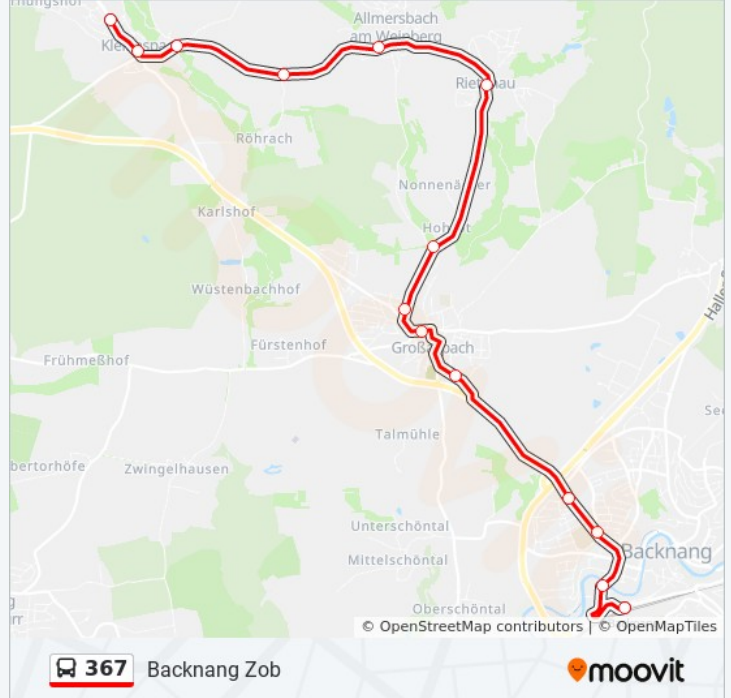 Allmersbach
am Weinberg
Röhrach
Karlshof
Wüstenbachhof
Fürstenhof
Frühmeßhof
Talmühle
Zwingelhausen
Unterschöntal
Mittelschöntal
Backnang
Oberschöntal
© OpenStreetMap contributors | © OpenMapTiles
367 Backnang Zob
moovit